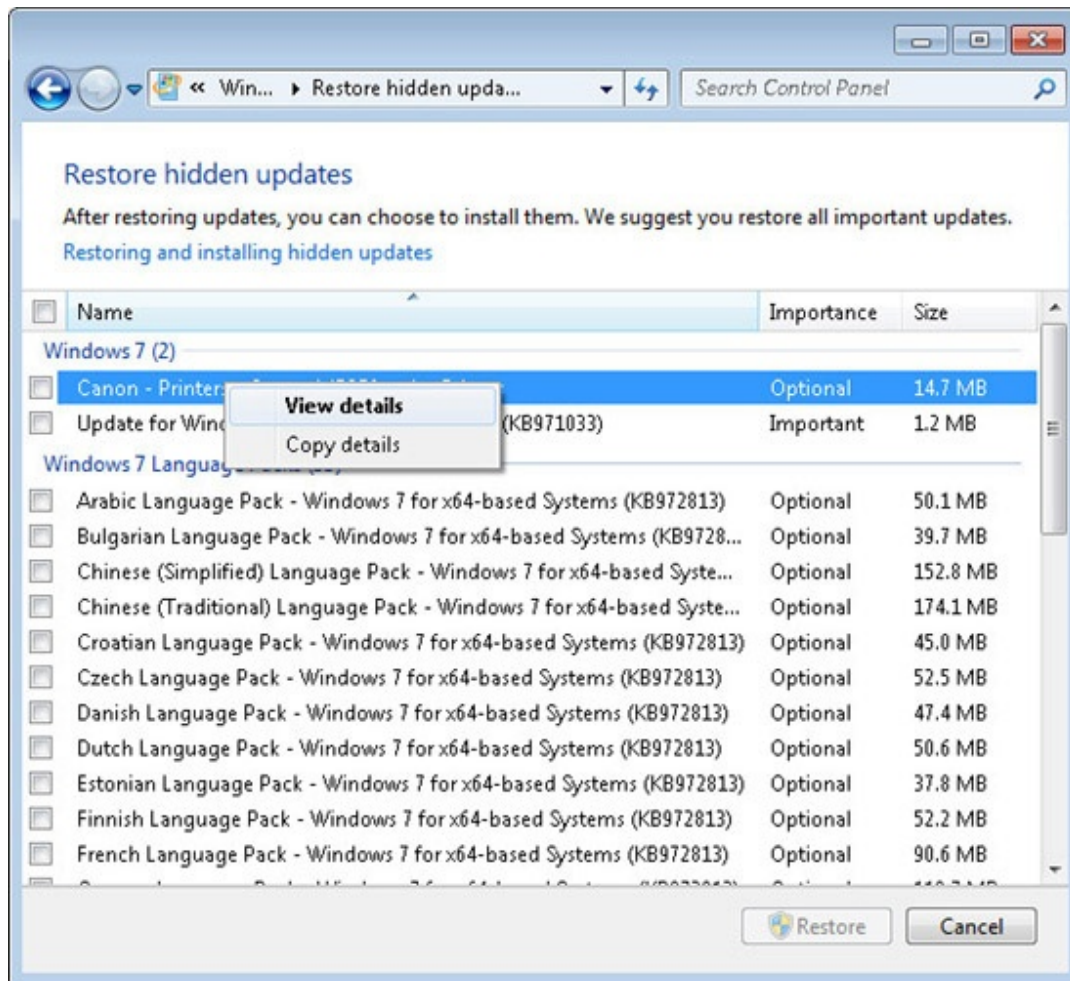 « Win... ▸ Restore hidden upda...
Search Control Panel
Restore hidden updates
After restoring updates, you can choose to install them. We suggest you restore all important updates.
Restoring and installing hidden updates
Name Importance Size
Windows 7 (2)
Canon - Printer Optional 14.7 MB
View details
Update for (KB971033) Important 1.2 MB
Copy details
Windows 7
Arabic Language Pack - Windows 7 for x64-based Systems (KB972813) Optional 50.1 MB
Bulgarian Language Pack - Windows 7 for x64-based Systems (KB9728... Optional 39.7 MB
Chinese (Simplified) Language Pack - Windows 7 for x64-based Syste... Optional 152.8 MB
Chinese (Traditional) Language Pack - Windows 7 for x64-based Syste... Optional 174.1 MB
Croatian Language Pack - Windows 7 for x64-based Systems (KB972813) Optional 45.0 MB
Czech Language Pack - Windows 7 for x64-based Systems (KB972813) Optional 52.5 MB
Danish Language Pack - Windows 7 for x64-based Systems (KB972813) Optional 47.4 MB
Dutch Language Pack - Windows 7 for x64-based Systems (KB972813) Optional 50.6 MB
Estonian Language Pack - Windows 7 for x64-based Systems (KB972813) Optional 37.8 MB
Finnish Language Pack - Windows 7 for x64-based Systems (KB972813) Optional 52.2 MB
French Language Pack - Windows 7 for x64-based Systems (KB972813) Optional 90.6 MB
Restore Cancel